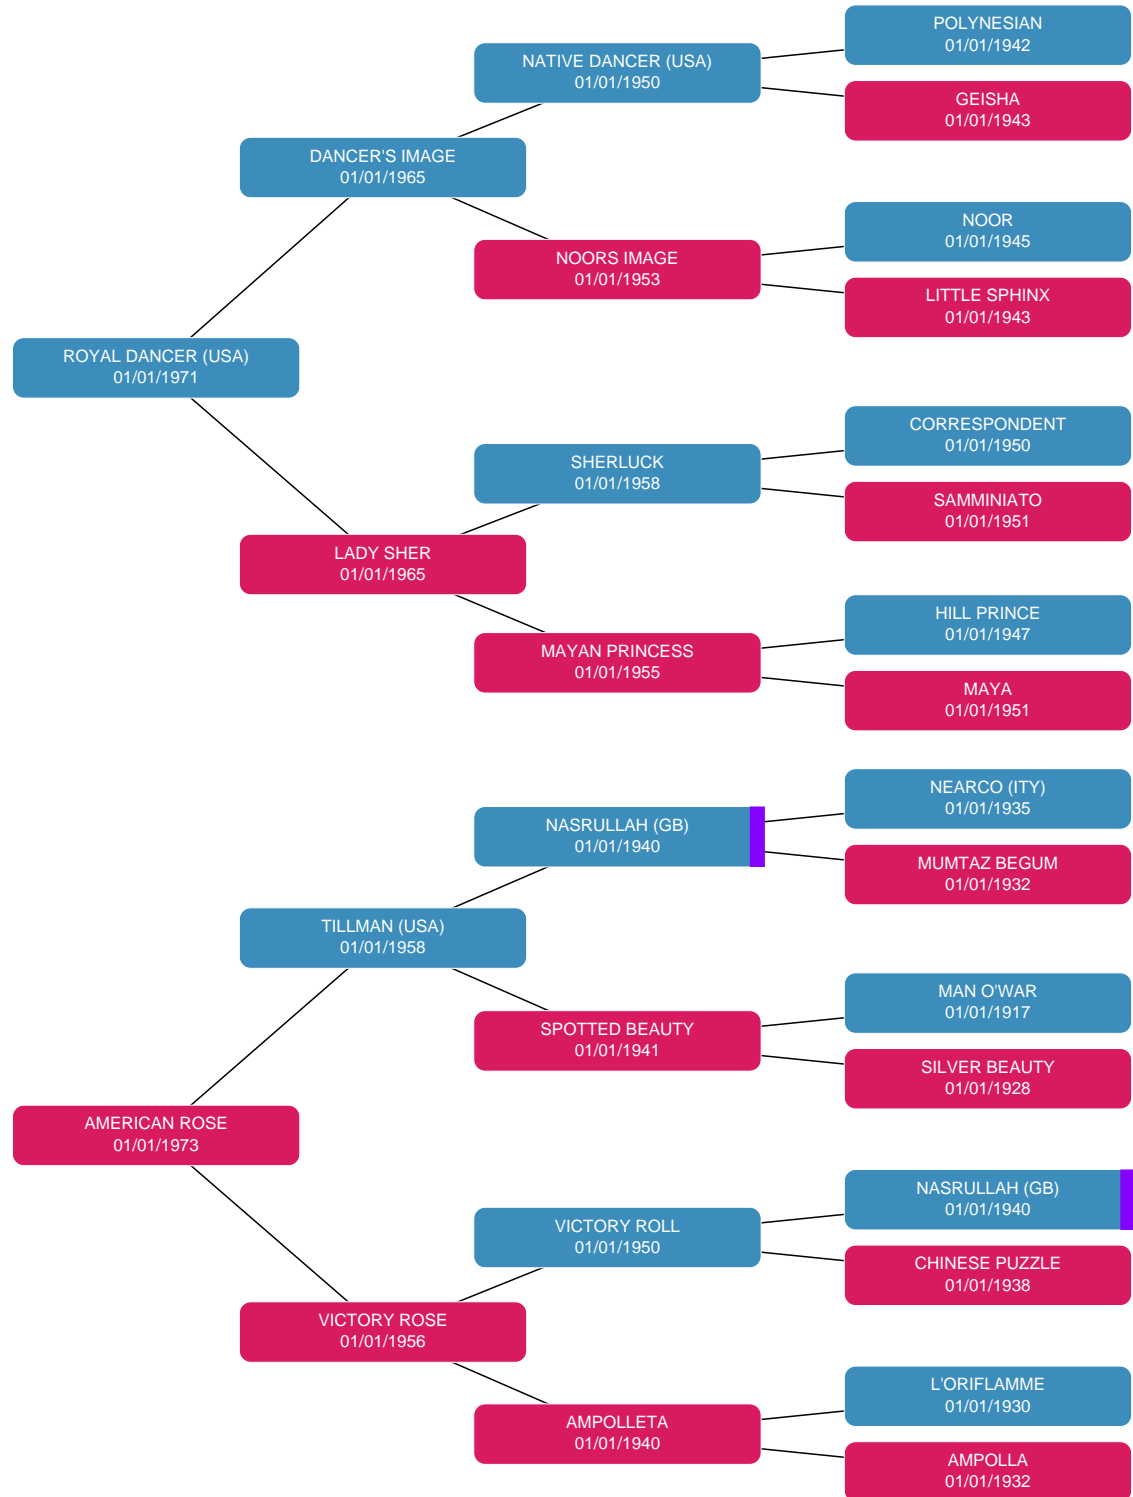 POLYNESIAN
01/01/1942
NATIVE DANCER (USA)
01/01/1950
GEISHA
01/01/1943
DANCER'S IMAGE
01/01/1965
NOOR
01/01/1945
NOORS IMAGE
01/01/1953
LITTLE SPHINX
01/01/1943
ROYAL DANCER (USA)
01/01/1971
CORRESPONDENT
01/01/1950
SHERLUCK
01/01/1958
SAMMINIATO
01/01/1951
LADY SHER
01/01/1965
HILL PRINCE
01/01/1947
MAYAN PRINCESS
01/01/1955
MAYA
01/01/1951
NEARCO (ITY)
01/01/1935
NASRULLAH (GB)
01/01/1940
MUMTAZ BEGUM
01/01/1932
TILLMAN (USA)
01/01/1958
MAN O'WAR
01/01/1917
SPOTTED BEAUTY
01/01/1941
SILVER BEAUTY
01/01/1928
AMERICAN ROSE
01/01/1973
NASRULLAH (GB)
01/01/1940
VICTORY ROLL
01/01/1950
CHINESE PUZZLE
01/01/1938
VICTORY ROSE
01/01/1956
L'ORIFLAMME
01/01/1930
AMPOLLETA
01/01/1940
AMPOLLA
01/01/1932